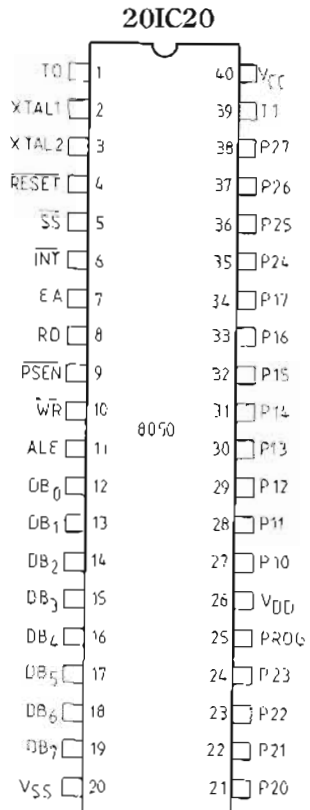 20IC20
T0 1 40 VCC
XTAL1 2 39 T1
XTAL2 3 38 P27
RESET 4 37 P26
SS 5 36 P25
INT 6 35 P24
EA 7 34 P17
RD 8 33 P16
PSEN 9 32 P15
WR 10 31 P14
8050
ALE 11 30 P13
DB0 12 29 P12
DB1 13 28 P11
DB2 14 27 P10
DB3 15 26 VDD
DB4 16 25 PROG
DB5 17 24 P23
DB6 18 23 P22
DB7 19 22 P21
VSS 20 21 P20